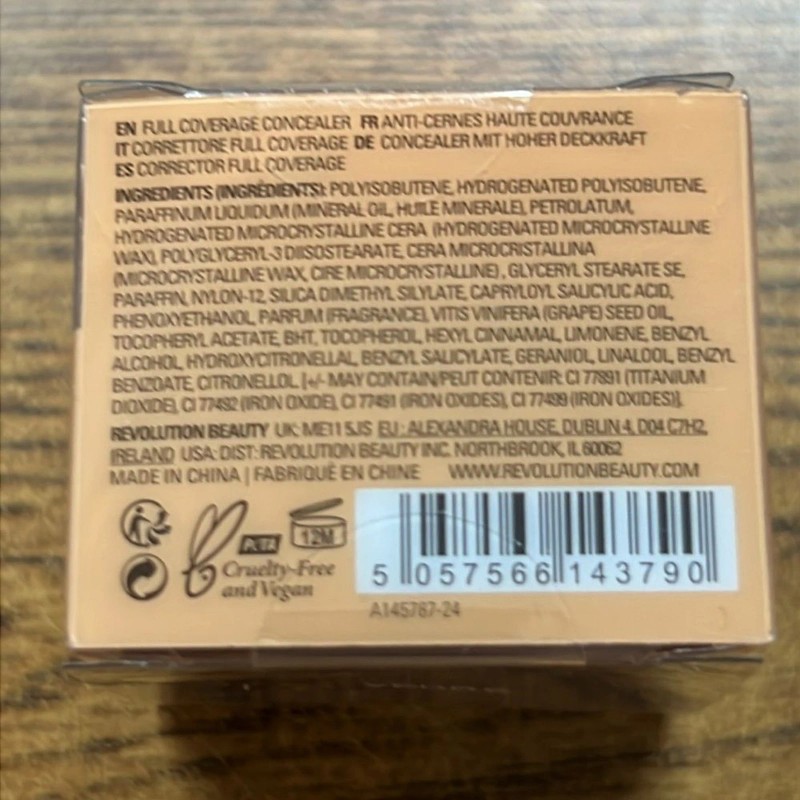 EN FULL COVERAGE CONCEALER FR ANTI-CERNES HAUTE COUVRANCE
IT CORRETTORE FULL COVERAGE DE CONCEALER MIT HOHER DECKKRAFT
ES CORRECTOR FULL COVERAGE
INGREDIENTS (INGRÉDIENTS): POLYISOBUTENE, HYDROGENATED POLYISOBUTENE,
PARAFFINUM LIQUIDUM (MINERAL OIL, HUILE MINERALE), PETROLATUM,
HYDROGENATED MICROCRYSTALLINE CERA (HYDROGENATED MICROCRYSTALLINE
WAX), POLYGLYCERYL-3 DIISOSTEARATE, CERA MICROCRISTALLINA
(MICROCRYSTALLINE WAX, CIRE MICROCRYSTALLINE), GLYCERYL STEARATE SE,
PARAFFIN, NYLON-12, SILICA DIMETHYL SILYLATE, CAPRYLOYL SALICYLIC ACID,
PHENOXYETHANOL, PARFUM (FRAGRANCE), VITIS VINIFERA (GRAPE) SEED OIL,
TOCOPHERYL ACETATE, BHT, TOCOPHEROL, HEXYL CINNAMAL, LIMONENE, BENZYL
ALCOHOL, HYDROXYCITRONELLAL, BENZYL SALICYLATE, GERANIOL, LINALOOL, BENZYL
BENZOATE, CITRONELLOL. [+/- MAY CONTAIN/PEUT CONTENIR: CI 77891 (TITANIUM
DIOXIDE), CI 77492 (IRON OXIDE), CI 77491 (IRON OXIDES), CI 77499 (IRON OXIDES)].
REVOLUTION BEAUTY UK: ME11 5JS EU: ALEXANDRA HOUSE, DUBLIN 4, D04 C7H2,
IRELAND USA: DIST: REVOLUTION BEAUTY INC. NORTHBROOK, IL 60062
MADE IN CHINA | FABRIQUÉ EN CHINE WWW.REVOLUTIONBEAUTY.COM
PETA
Cruelty-Free
and Vegan
12M
5 057566 143790
A145787-24